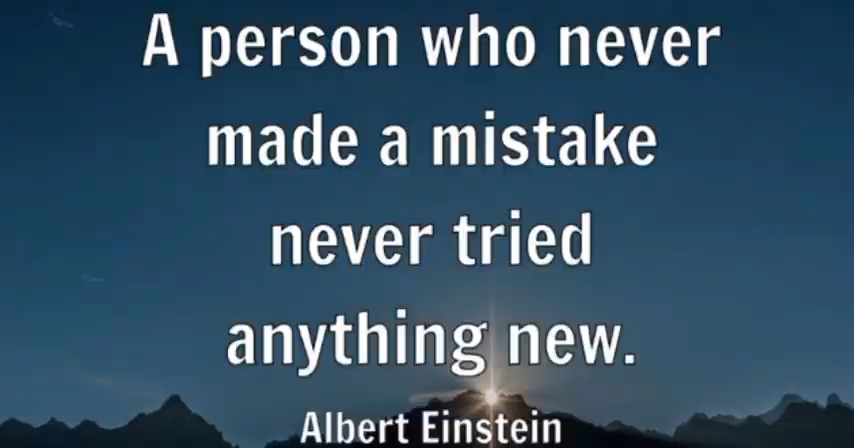 A person who never
made a mistake
never tried
anything new.
Albert Einstein